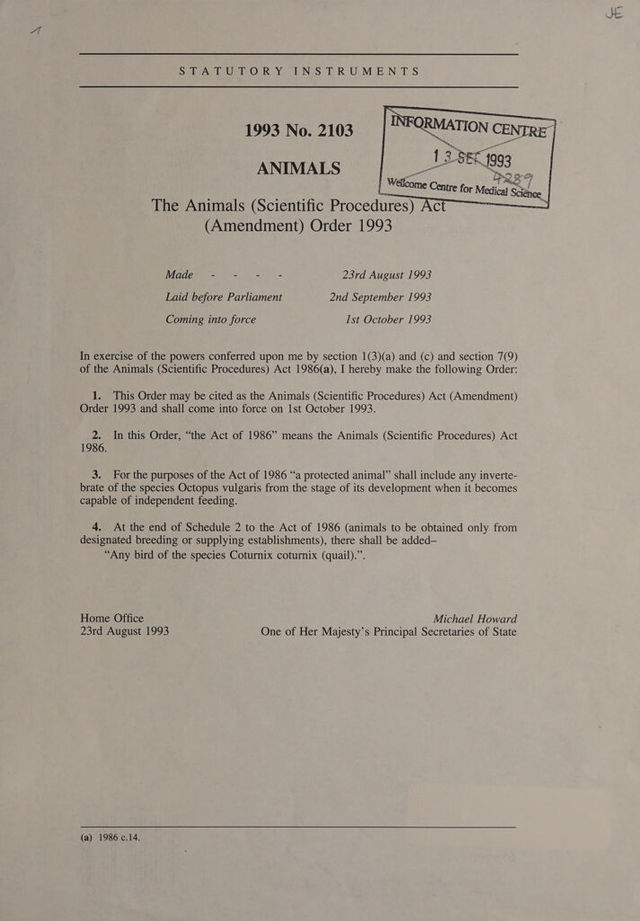 JE
1
STATUTORY INSTRUMENTS
1993 No. 2103
INFORMATION CENTRE
13 SEP 1993
4289
Wellcome Centre for Medical Science
ANIMALS
The Animals (Scientific Procedures) Act
(Amendment) Order 1993
Made - - - - 23rd August 1993
Laid before Parliament 2nd September 1993
Coming into force 1st October 1993
In exercise of the powers conferred upon me by section 1(3)(a) and (c) and section 7(9)
of the Animals (Scientific Procedures) Act 1986(a), I hereby make the following Order:
1. This Order may be cited as the Animals (Scientific Procedures) Act (Amendment)
Order 1993 and shall come into force on 1st October 1993.
2. In this Order, “the Act of 1986” means the Animals (Scientific Procedures) Act
1986.
3. For the purposes of the Act of 1986 “a protected animal” shall include any inverte-
brate of the species Octopus vulgaris from the stage of its development when it becomes
capable of independent feeding.
4. At the end of Schedule 2 to the Act of 1986 (animals to be obtained only from
designated breeding or supplying establishments), there shall be added–
“Any bird of the species Coturnix coturnix (quail).”.
Home Office Michael Howard
23rd August 1993 One of Her Majesty’s Principal Secretaries of State
(a) 1986 c.14.